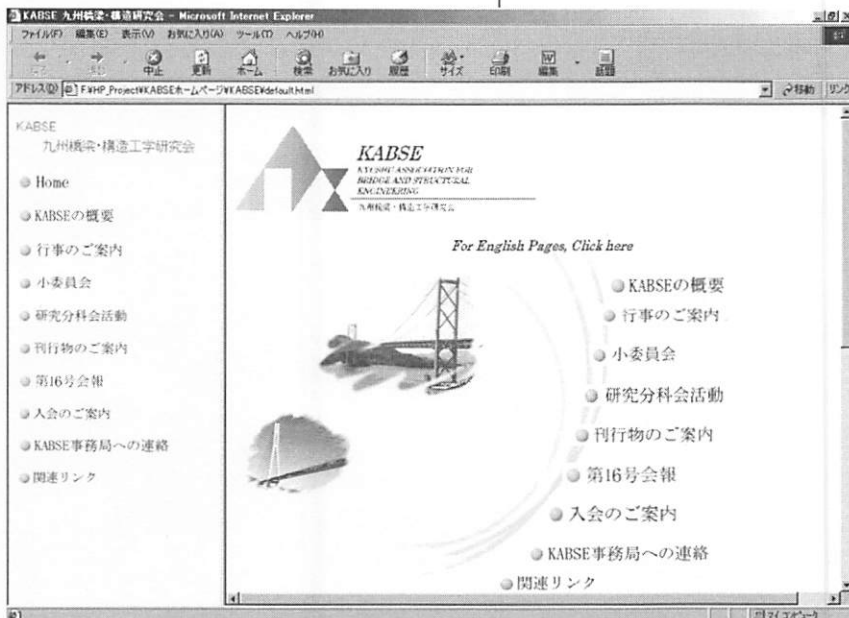 KABSE 九州橋梁・構造工学研究会 - Microsoft Internet Explorer
ファイル(F) 編集(E) 表示(V) お気に入り(A) ツール(T) ヘルプ(H)
中止 更新 ホーム 検索 お気に入り 履歴 サイズ 印刷 編集 話題
アドレス(D) F:¥HP_Project¥KABSEホームページ¥KABSE¥default.html 移動 リンク
KABSE
九州橋梁・構造工学研究会
Home
KABSEの概要
行事のご案内
小委員会
研究分科会活動
刊行物のご案内
第16号会報
入会のご案内
KABSE事務局への連絡
関連リンク
KABSE
KYUSHU ASSOCIATION FOR
BRIDGE AND STRUCTURAL
ENGINEERING
九州橋梁・構造工学研究会
For English Pages, Click here
KABSEの概要
行事のご案内
小委員会
研究分科会活動
刊行物のご案内
第16号会報
入会のご案内
KABSE事務局への連絡
関連リンク
マイ コンピュータ